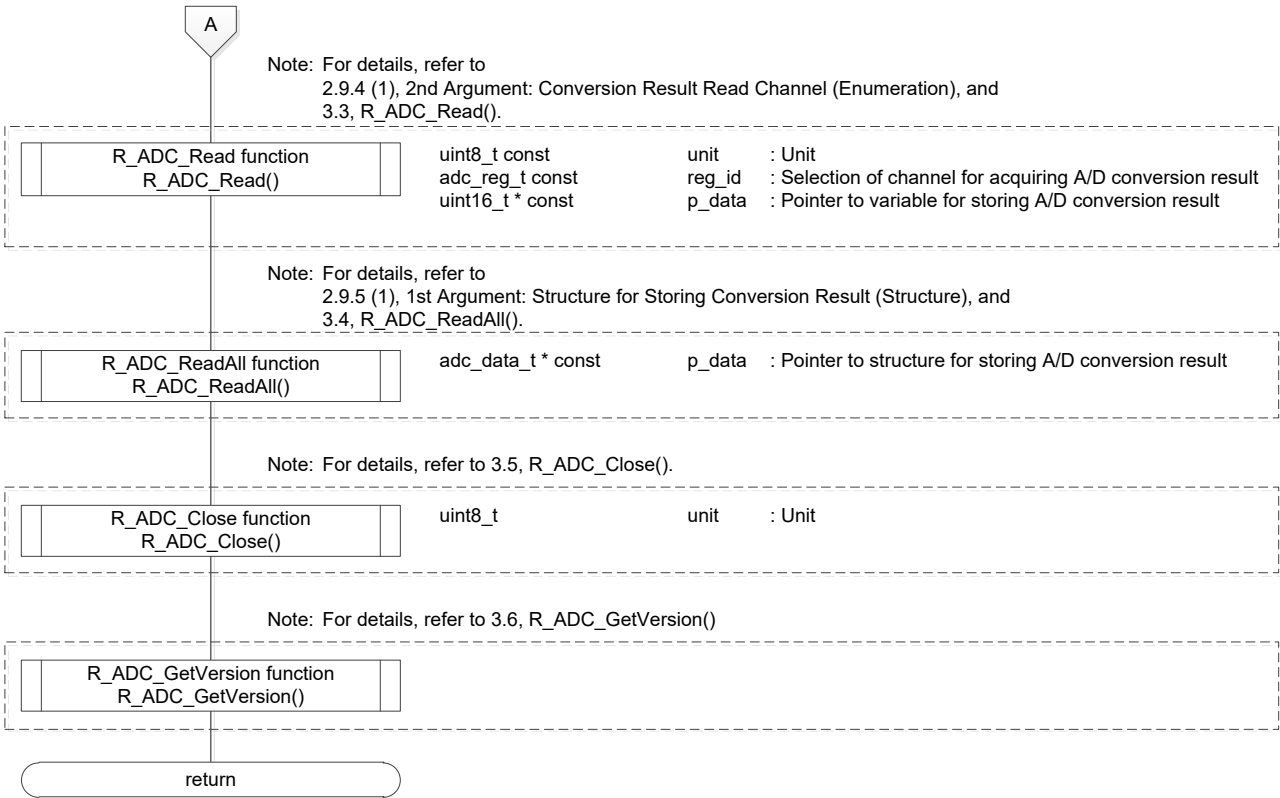 A
Note: For details, refer to
2.9.4 (1), 2nd Argument: Conversion Result Read Channel (Enumeration), and
3.3, R_ADC_Read().
R_ADC_Read function
R_ADC_Read()
uint8_t const unit : Unit
adc_reg_t const reg_id : Selection of channel for acquiring A/D conversion result
uint16_t * const p_data : Pointer to variable for storing A/D conversion result
Note: For details, refer to
2.9.5 (1), 1st Argument: Structure for Storing Conversion Result (Structure), and
3.4, R_ADC_ReadAll().
R_ADC_ReadAll function
R_ADC_ReadAll()
adc_data_t * const p_data : Pointer to structure for storing A/D conversion result
Note: For details, refer to 3.5, R_ADC_Close().
R_ADC_Close function
R_ADC_Close()
uint8_t unit : Unit
Note: For details, refer to 3.6, R_ADC_GetVersion()
R_ADC_GetVersion function
R_ADC_GetVersion()
return